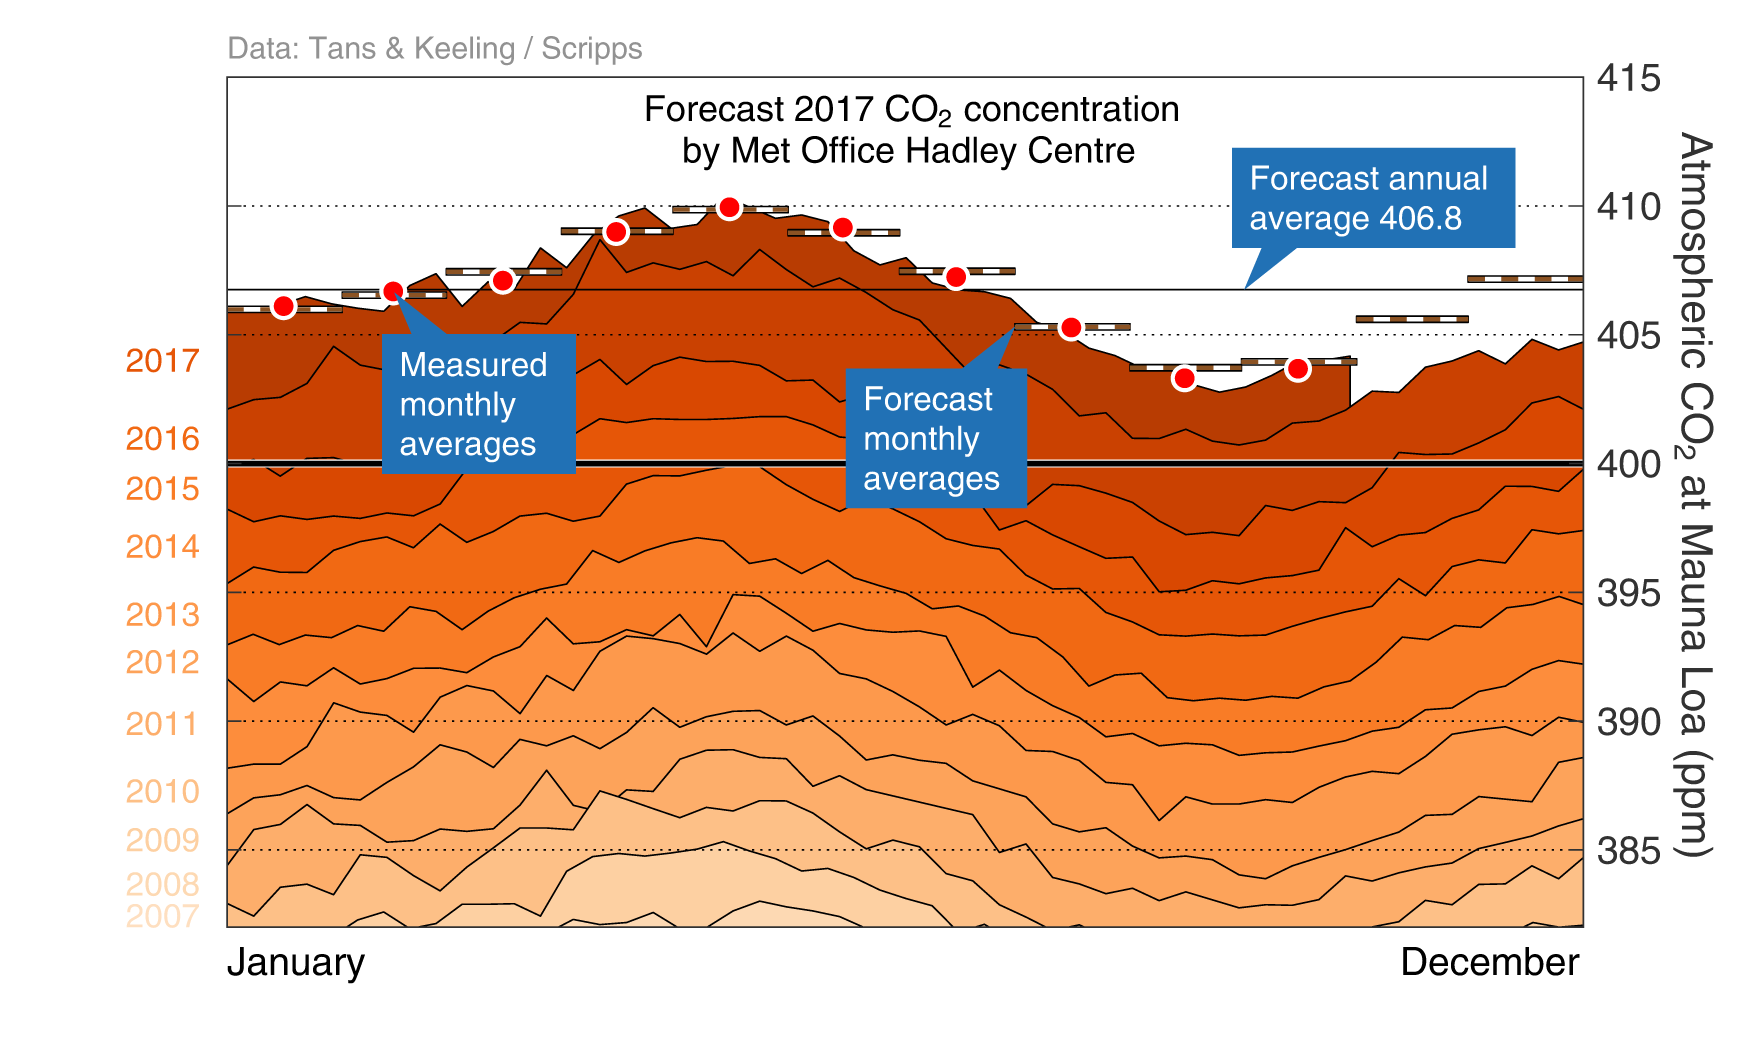 Data: Tans & Keeling / Scripps
Forecast 2017 CO₂ concentration
by Met Office Hadley Centre
Forecast annual
average 406.8
Measured
monthly
averages
Forecast
monthly
averages
2017
2016
2015
2014
2013
2012
2011
2010
2009
2008
2007
415
410
405
400
395
390
385
Atmospheric CO₂ at Mauna Loa (ppm)
January
December